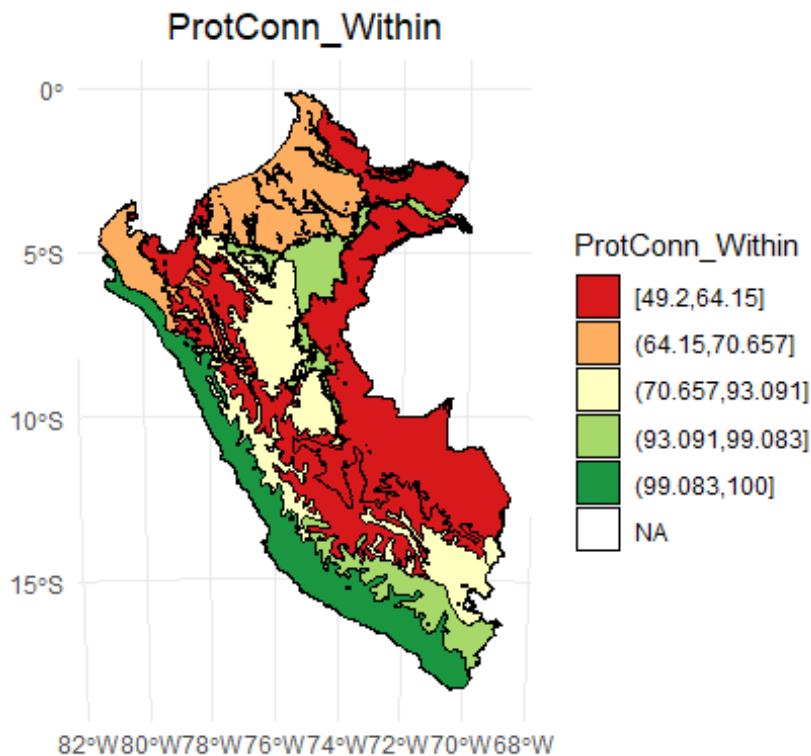 ProtConn_Within
0°
5°S
10°S
15°S
82°W80°W78°W76°W74°W72°W70°W68°W
ProtConn_Within
[49.2,64.15]
(64.15,70.657]
(70.657,93.091]
(93.091,99.083]
(99.083,100]
NA